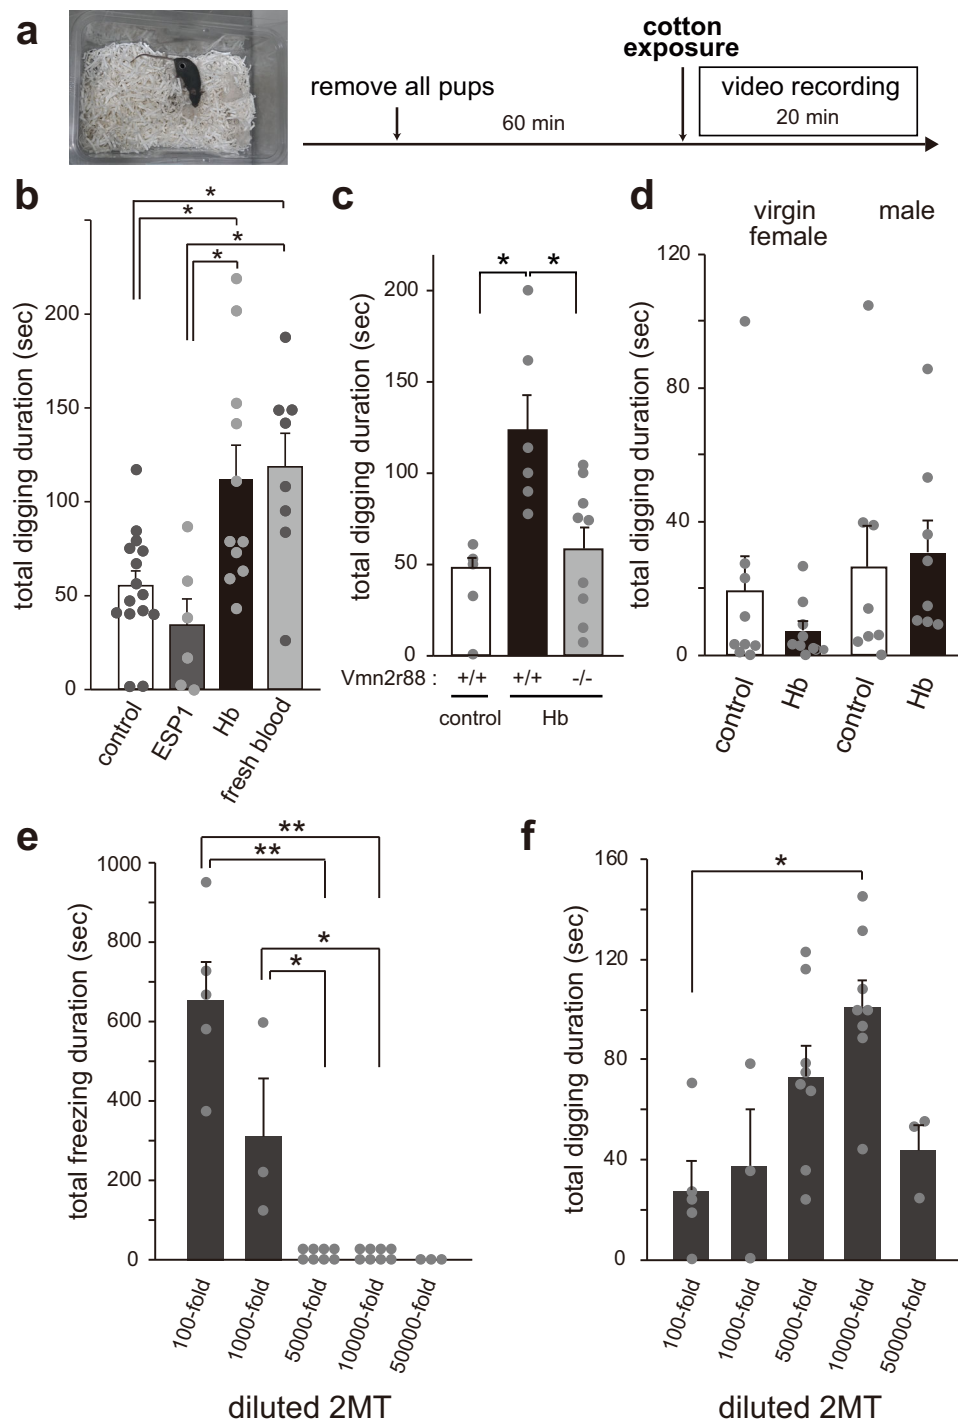 a
remove all pups
60 min
cotton
exposure
video recording
20 min
b
total digging duration (sec)
200
150
100
50
0
*
*
*
*
control
ESP1
Hb
fresh blood
c
total digging duration (sec)
200
150
100
50
0
*
*
Vmn2r88 : +/+ +/+ -/-
control Hb
d
virgin
female
male
total digging duration (sec)
120
80
40
0
control
Hb
control
Hb
e
total freezing duration (sec)
1000
800
600
400
200
0
**
**
*
*
100-fold
1000-fold
5000-fold
10000-fold
50000-fold
diluted 2MT
f
total digging duration (sec)
160
120
80
40
0
*
100-fold
1000-fold
5000-fold
10000-fold
50000-fold
diluted 2MT